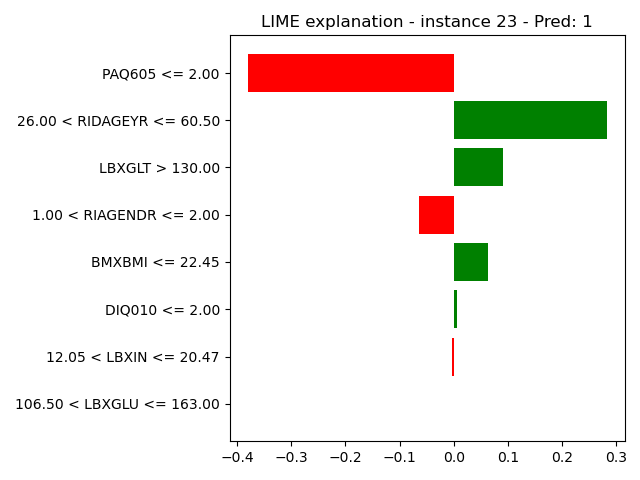 LIME explanation - instance 23 - Pred: 1
PAQ605 <= 2.00
26.00 < RIDAGEYR <= 60.50
LBXGLT > 130.00
1.00 < RIAGENDR <= 2.00
BMXBMI <= 22.45
DIQ010 <= 2.00
12.05 < LBXIN <= 20.47
106.50 < LBXGLU <= 163.00
−0.4 −0.3 −0.2 −0.1 0.0 0.1 0.2 0.3